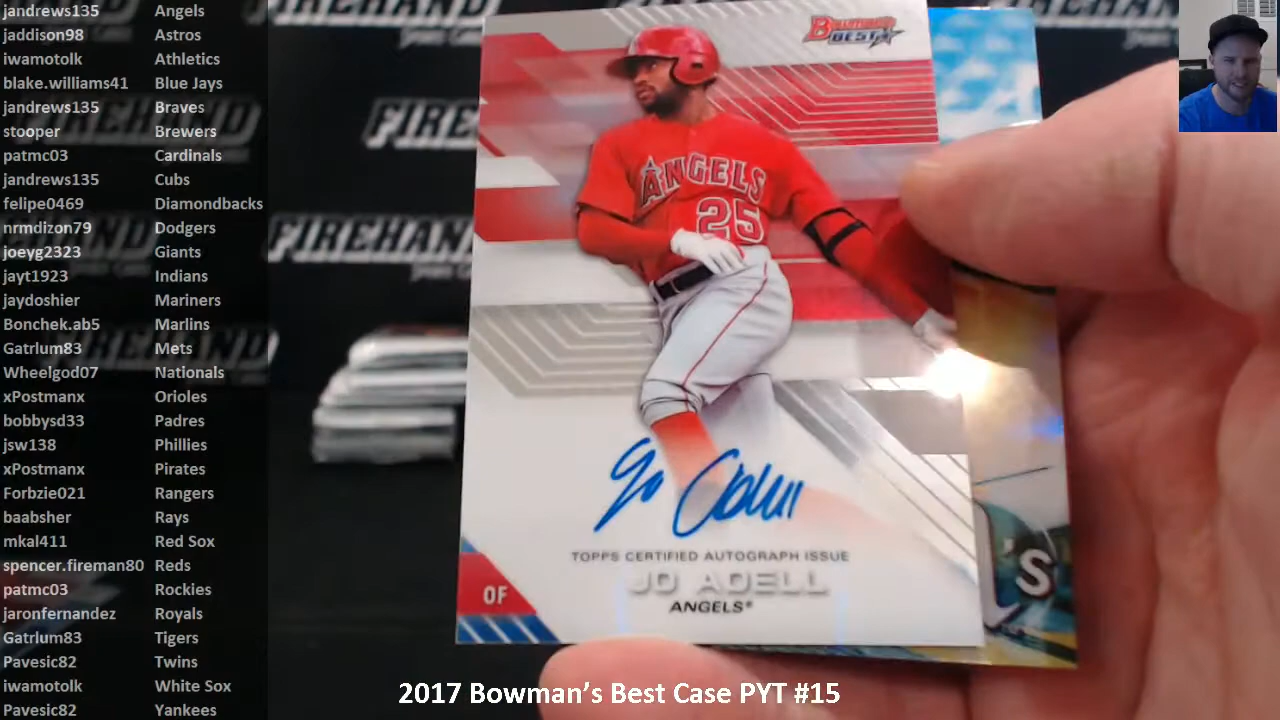 jandrews135 Angels
jaddison98 Astros
iwamotolk Athletics
blake.williams41 Blue Jays
jandrews135 Braves
stooper Brewers
patmc03 Cardinals
jandrews135 Cubs
felipe0469 Diamondbacks
nrmdizon79 Dodgers
joeyg2323 Giants
jayt1923 Indians
jaydoshier Mariners
Bonchek.ab5 Marlins
Gatrlum83 Mets
Wheelgod07 Nationals
xPostmanx Orioles
bobbysd33 Padres
jsw138 Phillies
xPostmanx Pirates
Forbzie021 Rangers
baabsher Rays
mkal411 Red Sox
spencer.fireman80 Reds
patmc03 Rockies
jaronfernandez Royals
Gatrlum83 Tigers
Pavesic82 Twins
iwamotolk White Sox
Pavesic82 Yankees
FIREHAND
FIREHAND
BOWMAN'S
BEST
ANGELS
25
Jo Adell
TOPPS CERTIFIED AUTOGRAPH ISSUE
JO ADELL
ANGELS®
OF
'S
2017 Bowman's Best Case PYT #15